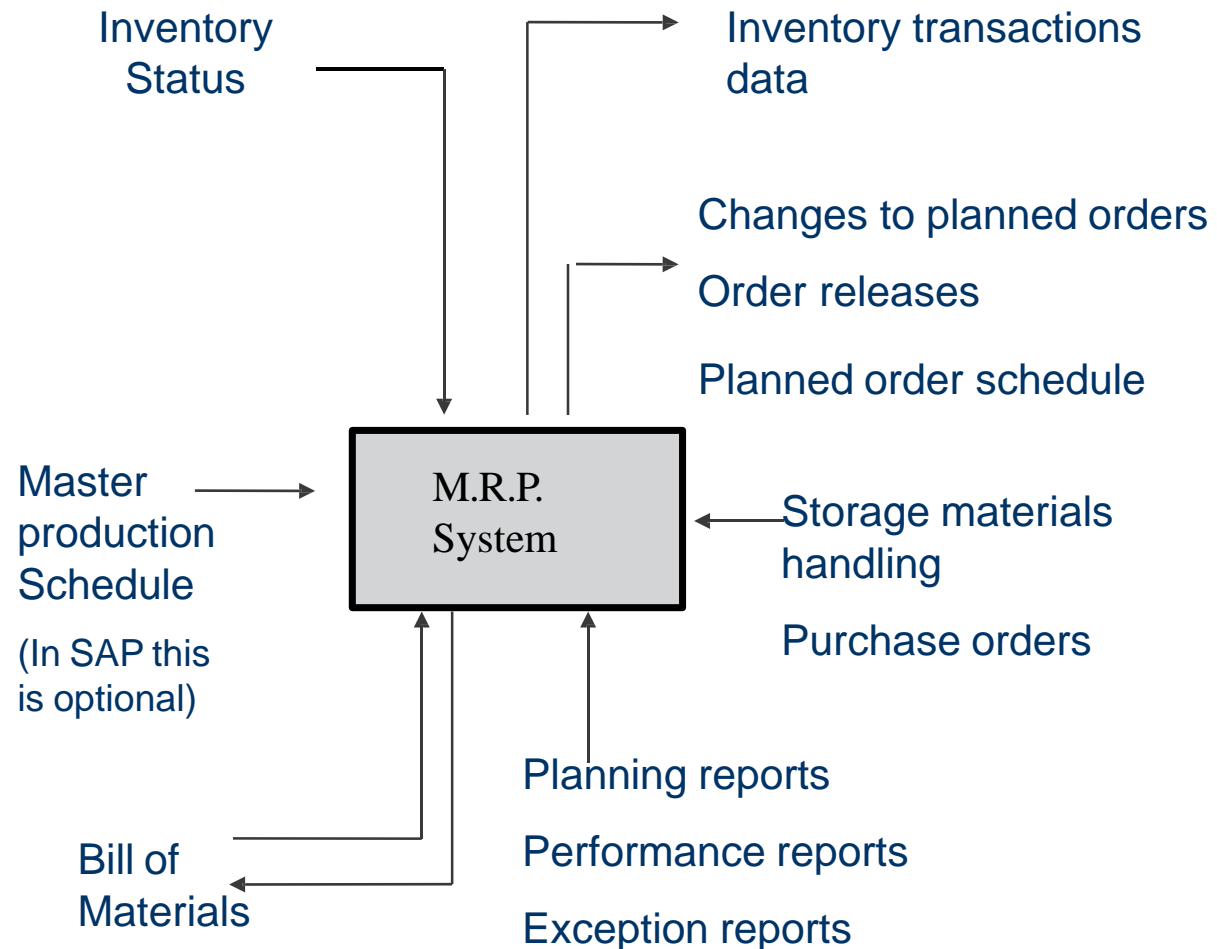 Inventory
Status
Inventory transactions
data
Changes to planned orders
Order releases
Planned order schedule
Master
production
Schedule
(In SAP this
is optional)
M.R.P.
System
Storage materials
handling
Purchase orders
Bill of
Materials
Planning reports
Performance reports
Exception reports